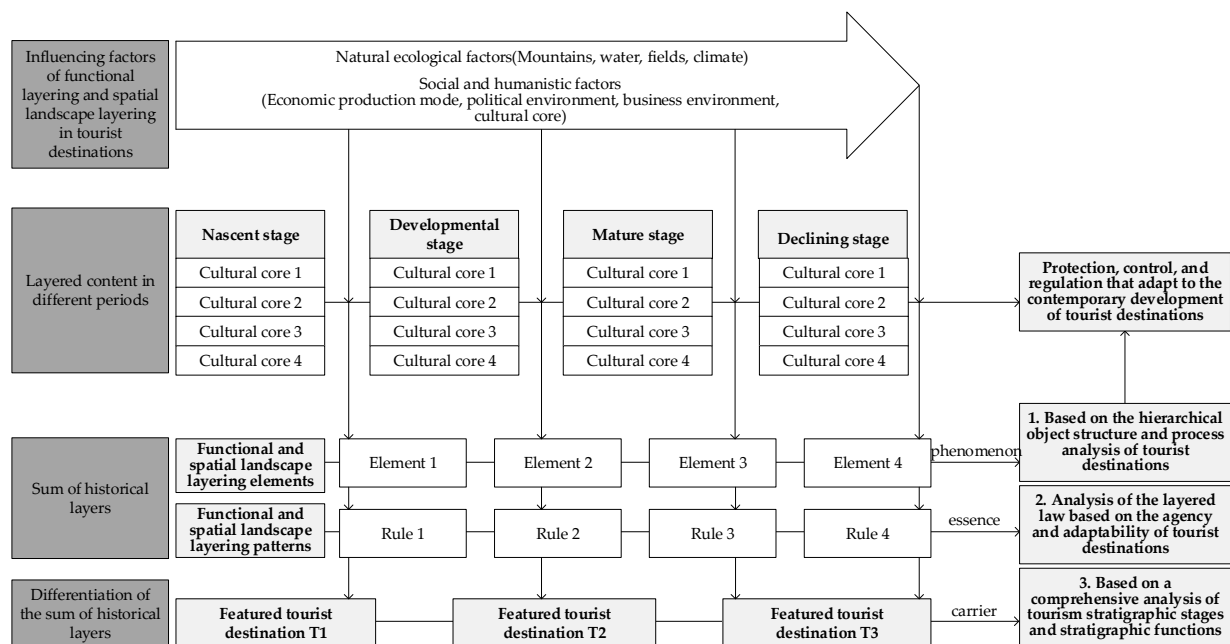 Influencing factors
of functional
layering and spatial
landscape layering
in tourist
destinations
Natural ecological factors(Mountains, water, fields, climate)
Social and humanistic factors
(Economic production mode, political environment, business environment,
cultural core)
Layered content in
different periods
Nascent stage
Cultural core 1
Cultural core 2
Cultural core 3
Cultural core 4
Developmental
stage
Cultural core 1
Cultural core 2
Cultural core 3
Cultural core 4
Mature stage
Cultural core 1
Cultural core 2
Cultural core 3
Cultural core 4
Declining stage
Cultural core 1
Cultural core 2
Cultural core 3
Cultural core 4
Protection, control, and
regulation that adapt to the
contemporary development
of tourist destinations
Sum of historical
layers
Functional and
spatial landscape
layering elements
Element 1
Element 2
Element 3
Element 4
phenomenon
1. Based on the hierarchical
object structure and process
analysis of tourist
destinations
Functional and
spatial landscape
layering patterns
Rule 1
Rule 2
Rule 3
Rule 4
essence
2. Analysis of the layered
law based on the agency
and adaptability of tourist
destinations
Differentiation of
the sum of historical
layers
Featured tourist
destination T1
Featured tourist
destination T2
Featured tourist
destination T3
carrier
3. Based on a
comprehensive analysis of
tourism stratigraphic stages
and stratigraphic functions